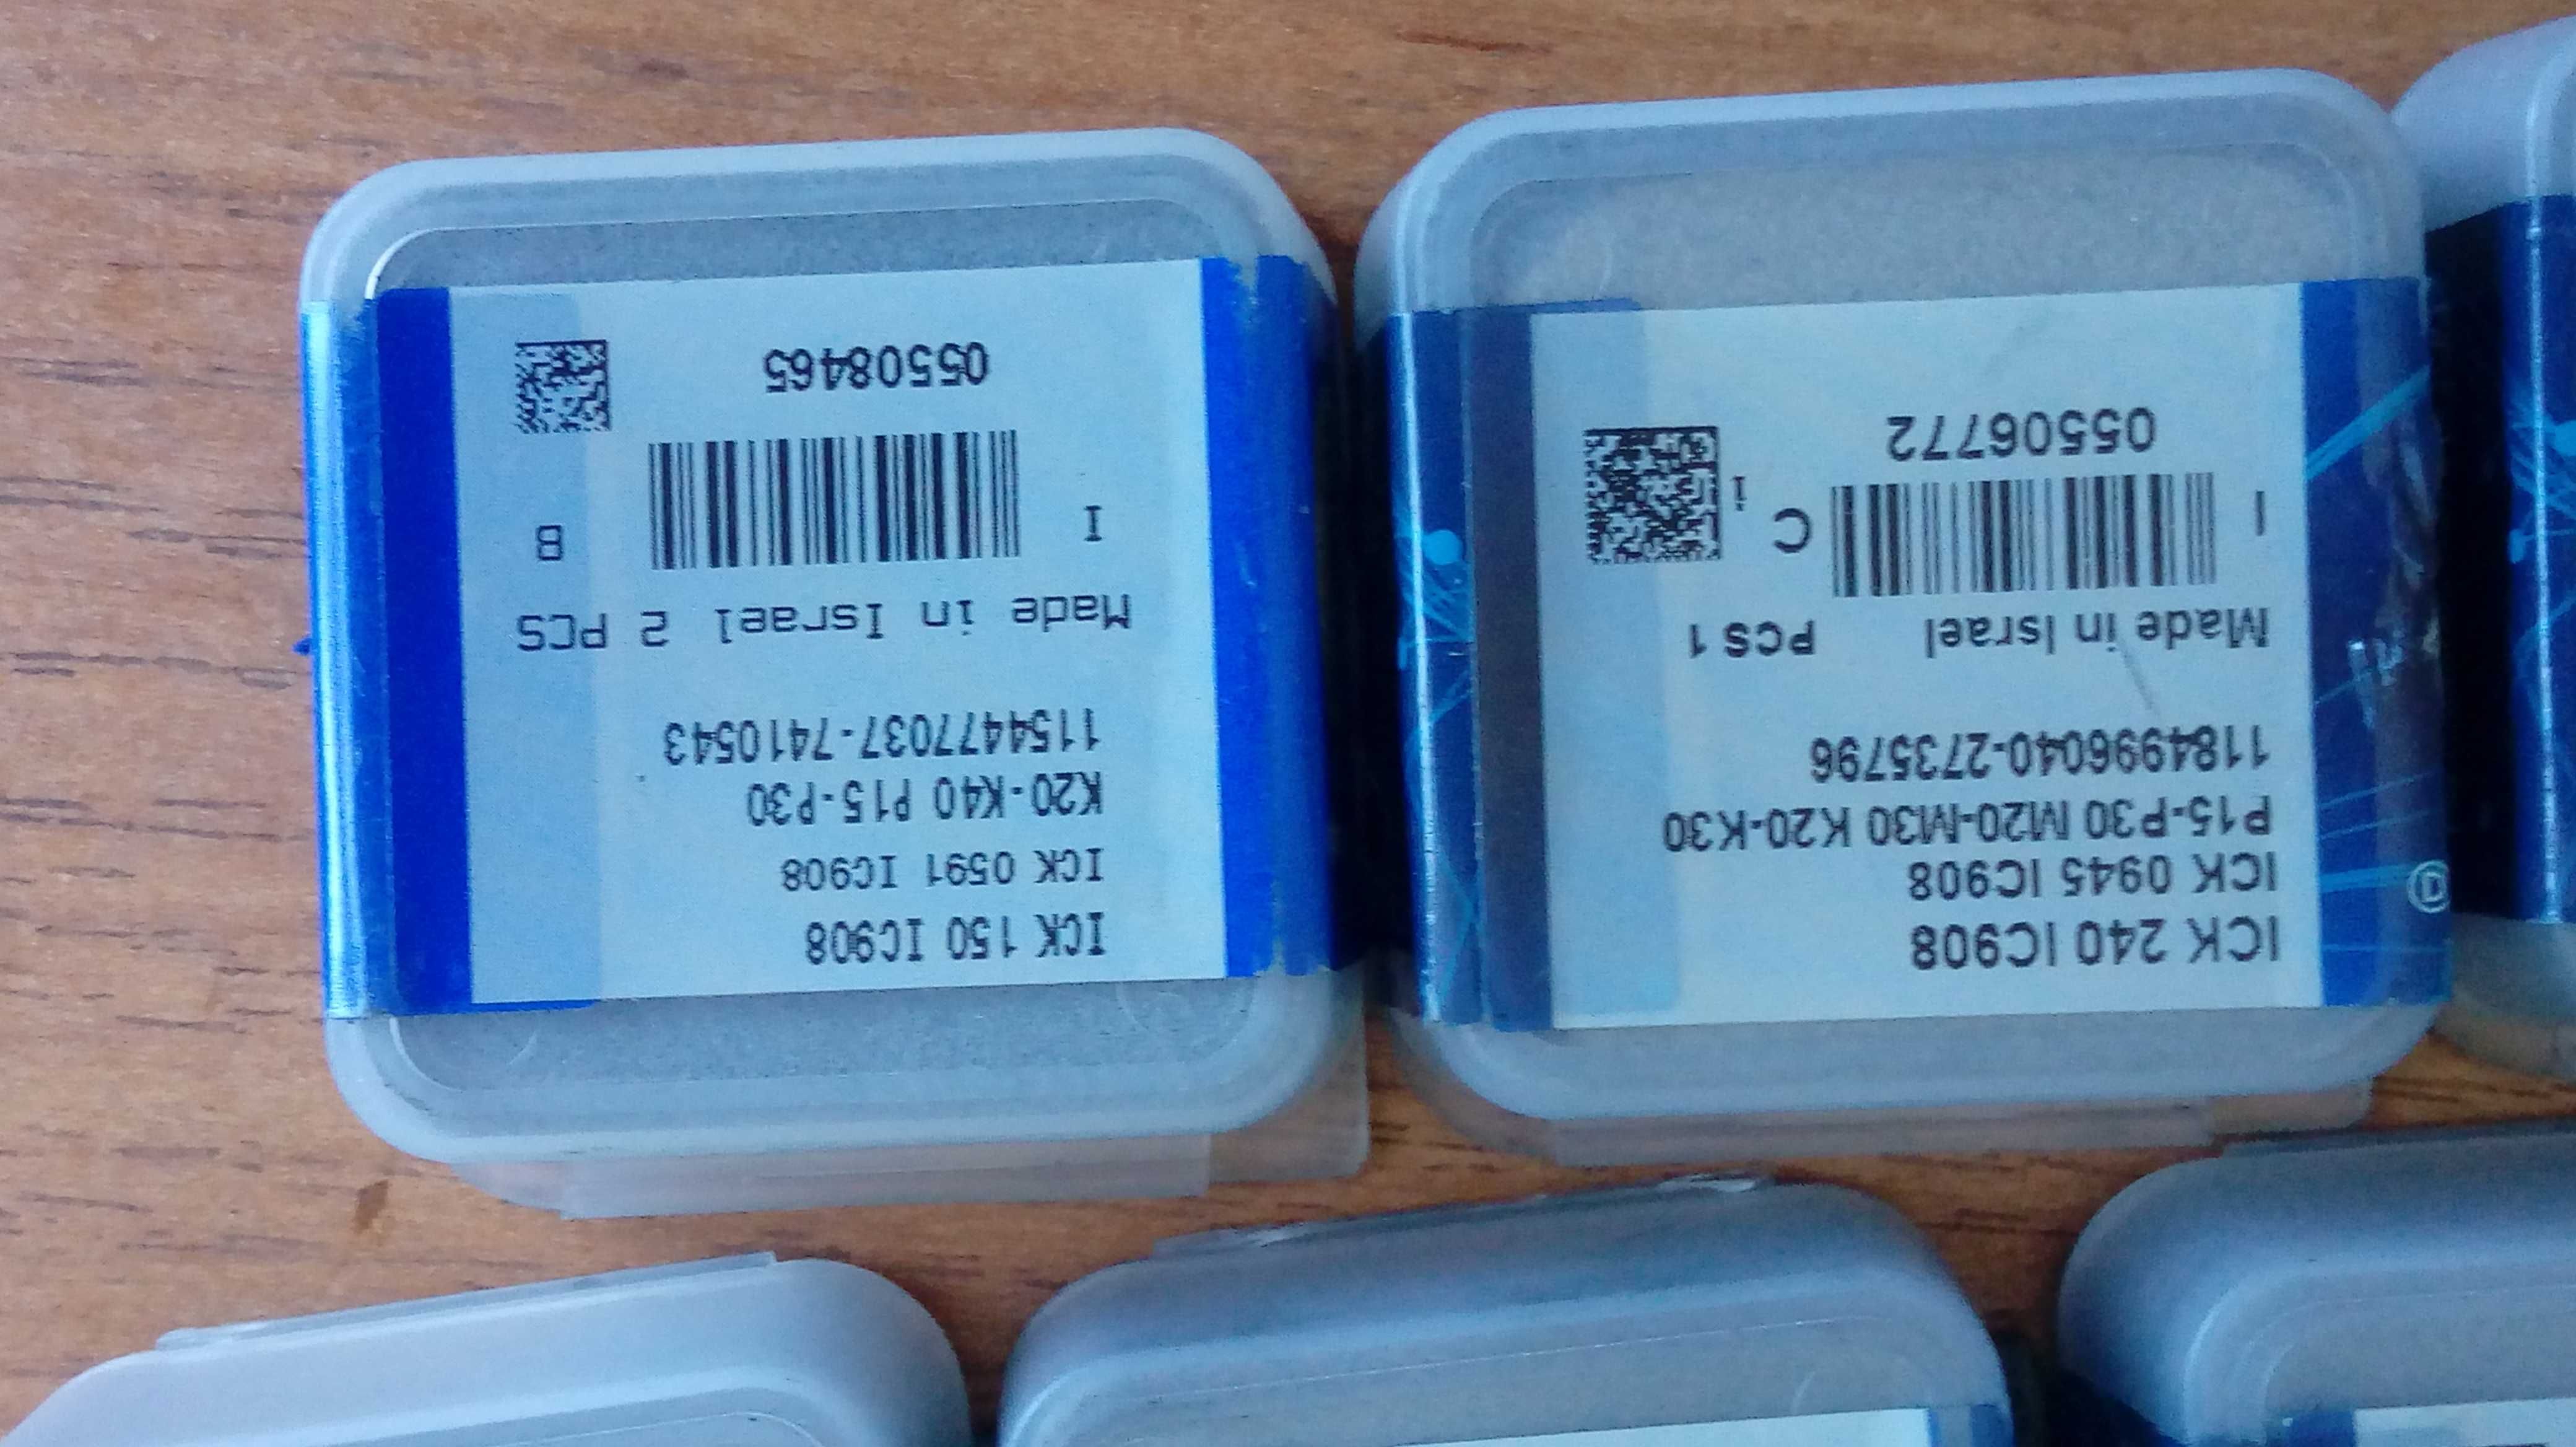 ICK 150 IC908
ICK 0591 IC908
K20-K40 P15-P30
1154477037-7410543
Made in Israel 2 PCS
I B
05508465
ICK 240 IC908
ICK 0945 IC908
P15-P30 M20-M30 K20-K30
1184996040-2735796
Made in Israel PCS 1
I C i
05506772
®